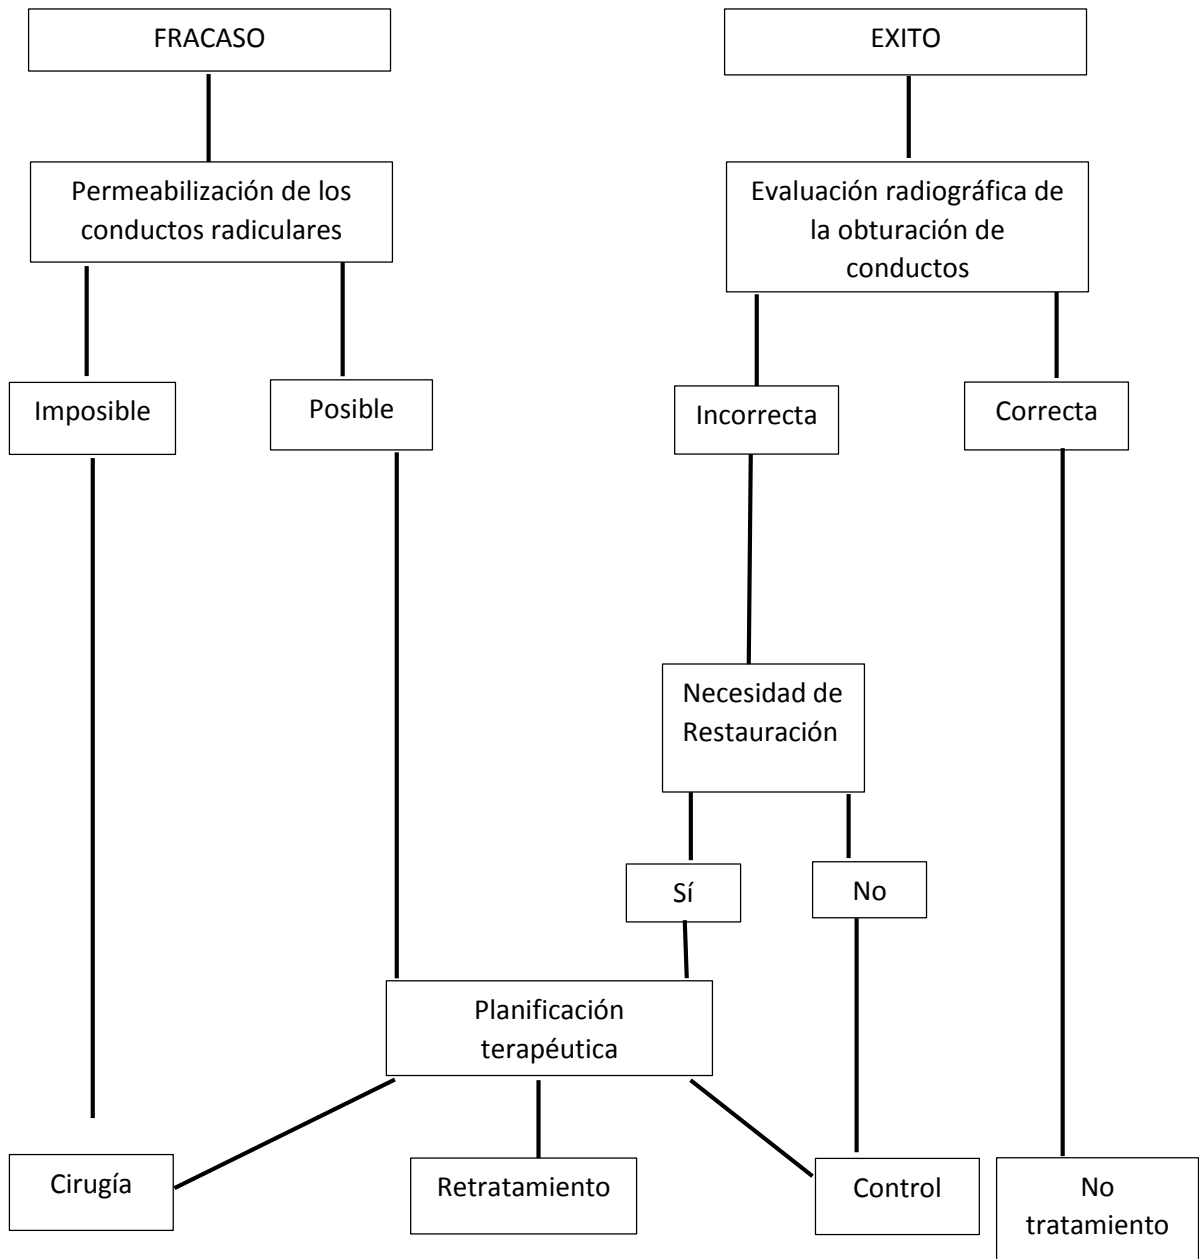 FRACASO
EXITO
Permeabilización de los
conductos radiculares
Evaluación radiográfica de
la obturación de
conductos
Imposible
Posible
Incorrecta
Correcta
Necesidad de
Restauración
Sí
No
Planificación
terapéutica
Cirugía
Retratamiento
Control
No
tratamiento